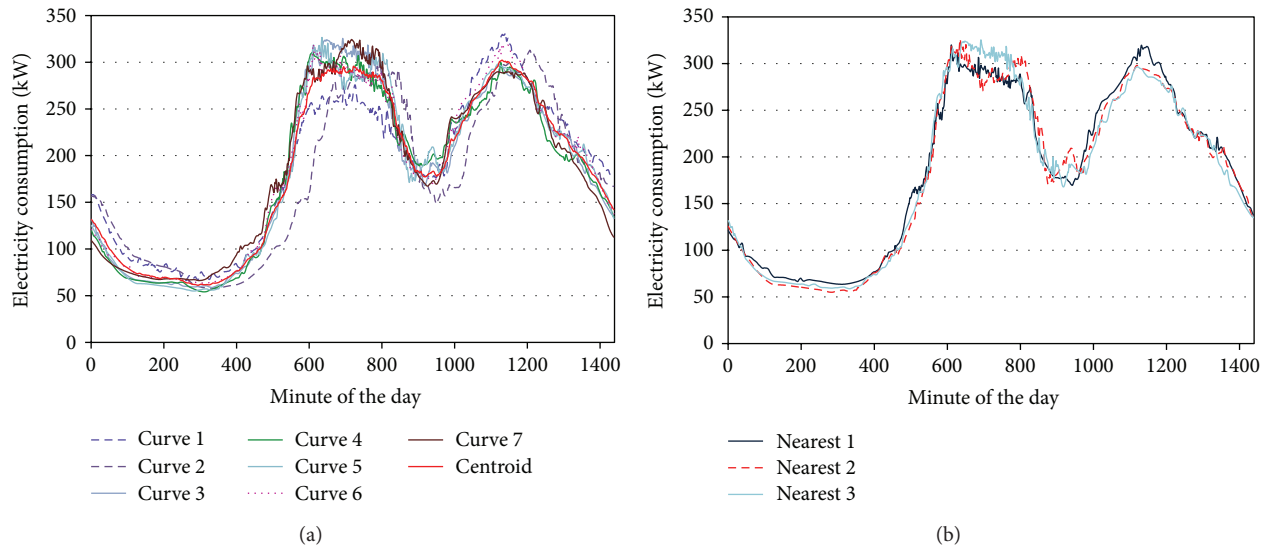 Electricity consumption (kW)
350
300
250
200
150
100
50
0
0 200 400 600 800 1000 1200 1400
Minute of the day
Curve 1
Curve 2
Curve 3
Curve 4
Curve 5
Curve 6
Curve 7
Centroid
(a)
Electricity consumption (kW)
350
300
250
200
150
100
50
0
0 200 400 600 800 1000 1200 1400
Minute of the day
Nearest 1
Nearest 2
Nearest 3
(b)